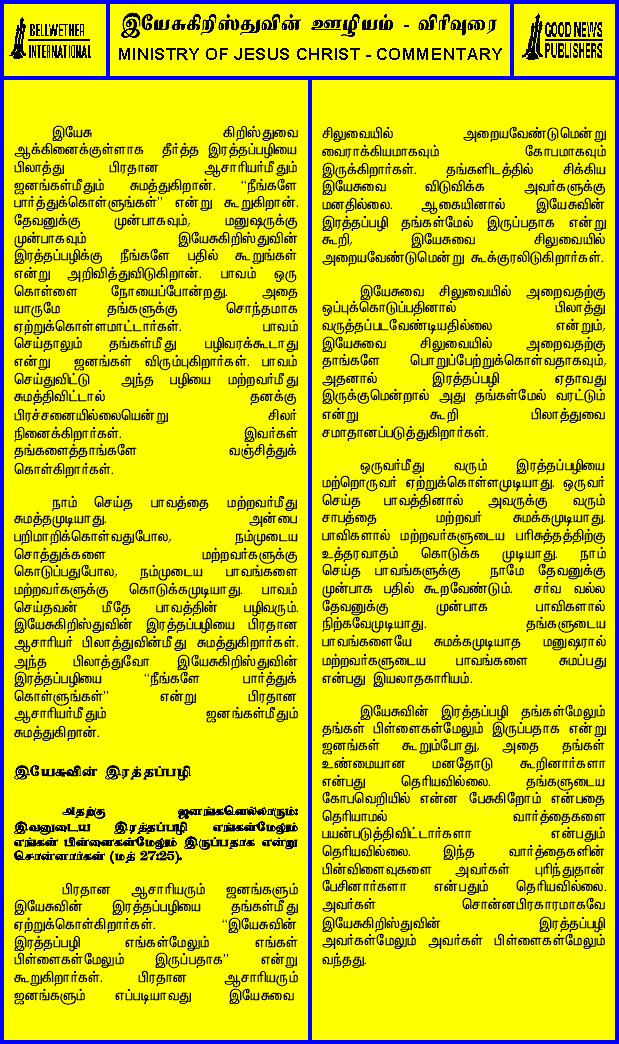 BELLWETHER
INTERNATIONAL
இயேசுகிறிஸ்துவின் ஊழியம் - விரிவுரை
MINISTRY OF JESUS CHRIST - COMMENTARY
GOOD NEWS
PUBLISHERS
இயேசு கிறிஸ்துவை
ஆக்கினைக்குள்ளாக தீர்த்த இரத்தப்பழியை
பிலாத்து பிரதான ஆசாரியர்மீதும்
ஜனங்கள்மீதும் சுமத்துகிறான். “நீங்களே
பார்த்துக்கொள்ளுங்கள்” என்று கூறுகிறான்.
தேவனுக்கு முன்பாகவும், மனுஷருக்கு
முன்பாகவும் இயேசுகிறிஸ்துவின்
இரத்தப்பழிக்கு நீங்களே பதில் கூறுங்கள்
என்று அறிவித்துவிடுகிறான். பாவம் ஒரு
கொள்ளை நோயைப்போன்றது. அதை
யாருமே தங்களுக்கு சொந்தமாக
ஏற்றுக்கொள்ளமாட்டார்கள். பாவம்
செய்தாலும் தங்கள்மீது பழிவரக்கூடாது
என்று ஜனங்கள் விரும்புகிறார்கள். பாவம்
செய்துவிட்டு அந்த பழியை மற்றவர்மீது
சுமத்திவிட்டால் தனக்கு
பிரச்சனையில்லையென்று சிலர்
நினைக்கிறார்கள். இவர்கள்
தங்களைத்தாங்களே வஞ்சித்துக்
கொள்கிறார்கள்.
நாம் செய்த பாவத்தை மற்றவர்மீது
சுமத்தமுடியாது. அன்பை
பறிமாறிக்கொள்வதுபோல, நம்முடைய
சொத்துக்களை மற்றவர்களுக்கு
கொடுப்பதுபோல, நம்முடைய பாவங்களை
மற்றவர்களுக்கு கொடுக்கமுடியாது. பாவம்
செய்தவன் மீதே பாவத்தின் பழிவரும்.
இயேசுகிறிஸ்துவின் இரத்தப்பழியை பிரதான
ஆசாரியர் பிலாத்துவின்மீது சுமத்துகிறார்கள்.
அந்த பிலாத்துவோ இயேசுகிறிஸ்துவின்
இரத்தப்பழியை “நீங்களே பார்த்துக்
கொள்ளுங்கள்” என்று பிரதான
ஆசாரியர்மீதும் ஜனங்கள்மீதும்
சுமத்துகிறான்.
இயேசுவின் இரத்தப்பழி
அதற்கு ஜனங்களெல்லாரும்:
இவனுடைய இரத்தப்பழி எங்கள்மேலும்
எங்கள் பிள்ளைகள்மேலும் இருப்பதாக என்று
சொன்னார்கள் (மத் 27:25).
பிரதான ஆசாரியரும் ஜனங்களும்
இயேசுவின் இரத்தப்பழியை தங்கள்மீது
ஏற்றுக்கொள்கிறார்கள். “இயேசுவின்
இரத்தப்பழி எங்கள்மேலும் எங்கள்
பிள்ளைகள்மேலும் இருப்பதாக” என்று
கூறுகிறார்கள். பிரதான ஆசாரியரும்
ஜனங்களும் எப்படியாவது இயேசுவை
சிலுவையில் அறையவேண்டுமென்று
வைராக்கியமாகவும் கோபமாகவும்
இருக்கிறார்கள். தங்களிடத்தில் சிக்கிய
இயேசுவை விடுவிக்க அவர்களுக்கு
மனதில்லை. ஆகையினால் இயேசுவின்
இரத்தப்பழி தங்கள்மேல் இருப்பதாக என்று
கூறி, இயேசுவை சிலுவையில்
அறையவேண்டுமென்று கூக்குரலிடுகிறார்கள்.
இயேசுவை சிலுவையில் அறைவதற்கு
ஒப்புக்கொடுப்பதினால் பிலாத்து
வருத்தப்படவேண்டியதில்லை என்றும்,
இயேசுவை சிலுவையில் அறைவதற்கு
தாங்களே பொறுப்பேற்றுக்கொள்வதாகவும்,
அதனால் இரத்தப்பழி ஏதாவது
இருக்குமென்றால் அது தங்கள்மேல் வரட்டும்
என்று கூறி பிலாத்துவை
சமாதானப்படுத்துகிறார்கள்.
ஒருவர்மீது வரும் இரத்தப்பழியை
மற்றொருவர் ஏற்றுக்கொள்ளமுடியாது. ஒருவர்
செய்த பாவத்தினால் அவருக்கு வரும்
சாபத்தை மற்றவர் சுமக்கமுடியாது.
பாவிகளால் மற்றவர்களுடைய பரிசுத்தத்திற்கு
உத்தரவாதம் கொடுக்க முடியாது. நாம்
செய்த பாவங்களுக்கு நாமே தேவனுக்கு
முன்பாக பதில் கூறவேண்டும். சர்வ வல்ல
தேவனுக்கு முன்பாக பாவிகளால்
நிற்கவேமுடியாது. தங்களுடைய
பாவங்களையே சுமக்கமுடியாத மனுஷரால்
மற்றவர்களுடைய பாவங்களை சுமப்பது
என்பது இயலாதகாரியம்.
இயேசுவின் இரத்தப்பழி தங்கள்மேலும்
தங்கள் பிள்ளைகள்மேலும் இருப்பதாக என்று
ஜனங்கள் கூறும்போது, அதை தங்கள்
உண்மையான மனதோடு கூறினார்களா
என்பது தெரியவில்லை. தங்களுடைய
கோபவெறியில் என்ன பேசுகிறோம் என்பதை
தெரியாமல் வார்த்தைகளை
பயன்படுத்திவிட்டார்களா என்பதும்
தெரியவில்லை. இந்த வார்த்தைகளின்
பின்விளைவுகளை அவர்கள் புரிந்துதான்
பேசினார்களா என்பதும் தெரியவில்லை.
அவர்கள் சொன்னபிரகாரமாகவே
இயேசுகிறிஸ்துவின் இரத்தப்பழி
அவர்கள்மேலும் அவர்கள் பிள்ளைகள்மேலும்
வந்தது.